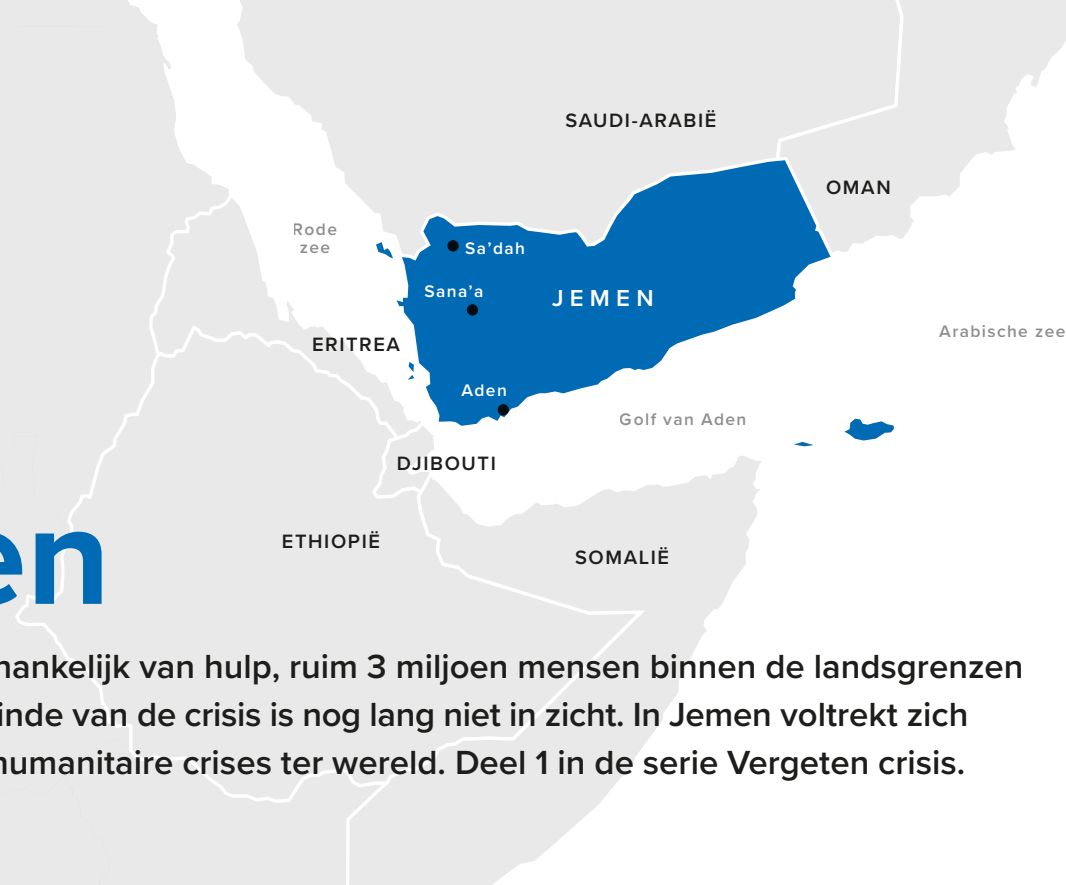 SAUDI-ARABIË
OMAN
Rode
zee
Sa’dah
Sana’a
JEMEN
Arabische zee
ERITREA
Aden
Golf van Aden
DJIBOUTI
ETHIOPIË
SOMALIË
en
van hulp, ruim 3 miljoen mensen binnen de landsgrenzen
van de crisis is nog lang niet in zicht. In Jemen voltrekt zich
humanitaire crises ter wereld. Deel 1 in de serie Vergeten crisis.